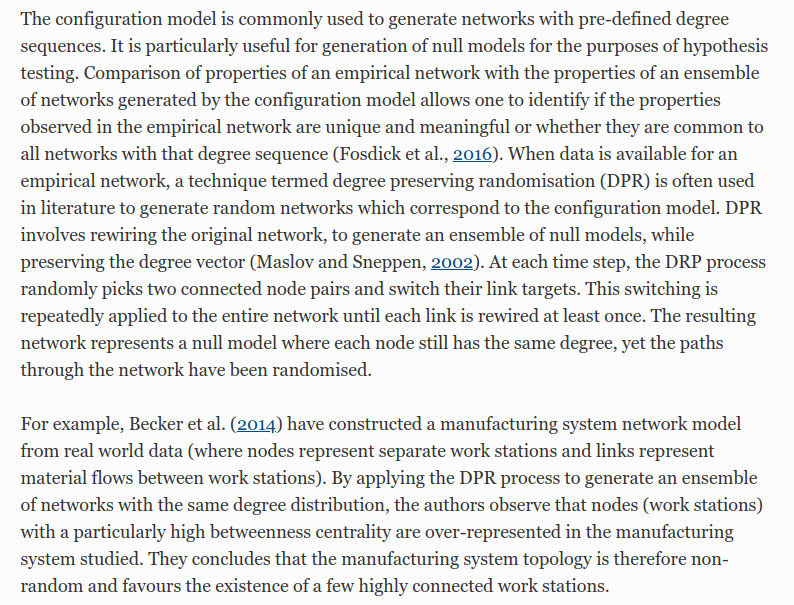 The configuration model is commonly used to generate networks with pre-defined degree
sequences. It is particularly useful for generation of null models for the purposes of hypothesis
testing. Comparison of properties of an empirical network with the properties of an ensemble
of networks generated by the configuration model allows one to identify if the properties
observed in the empirical network are unique and meaningful or whether they are common to
all networks with that degree sequence (Fosdick et al., 2016). When data is available for an
empirical network, a technique termed degree preserving randomisation (DPR) is often used
in literature to generate random networks which correspond to the configuration model. DPR
involves rewiring the original network, to generate an ensemble of null models, while
preserving the degree vector (Maslov and Sneppen, 2002). At each time step, the DRP process
randomly picks two connected node pairs and switch their link targets. This switching is
repeatedly applied to the entire network until each link is rewired at least once. The resulting
network represents a null model where each node still has the same degree, yet the paths
through the network have been randomised.
For example, Becker et al. (2014) have constructed a manufacturing system network model
from real world data (where nodes represent separate work stations and links represent
material flows between work stations). By applying the DPR process to generate an ensemble
of networks with the same degree distribution, the authors observe that nodes (work stations)
with a particularly high betweenness centrality are over-represented in the manufacturing
system studied. They concludes that the manufacturing system topology is therefore non-
random and favours the existence of a few highly connected work stations.